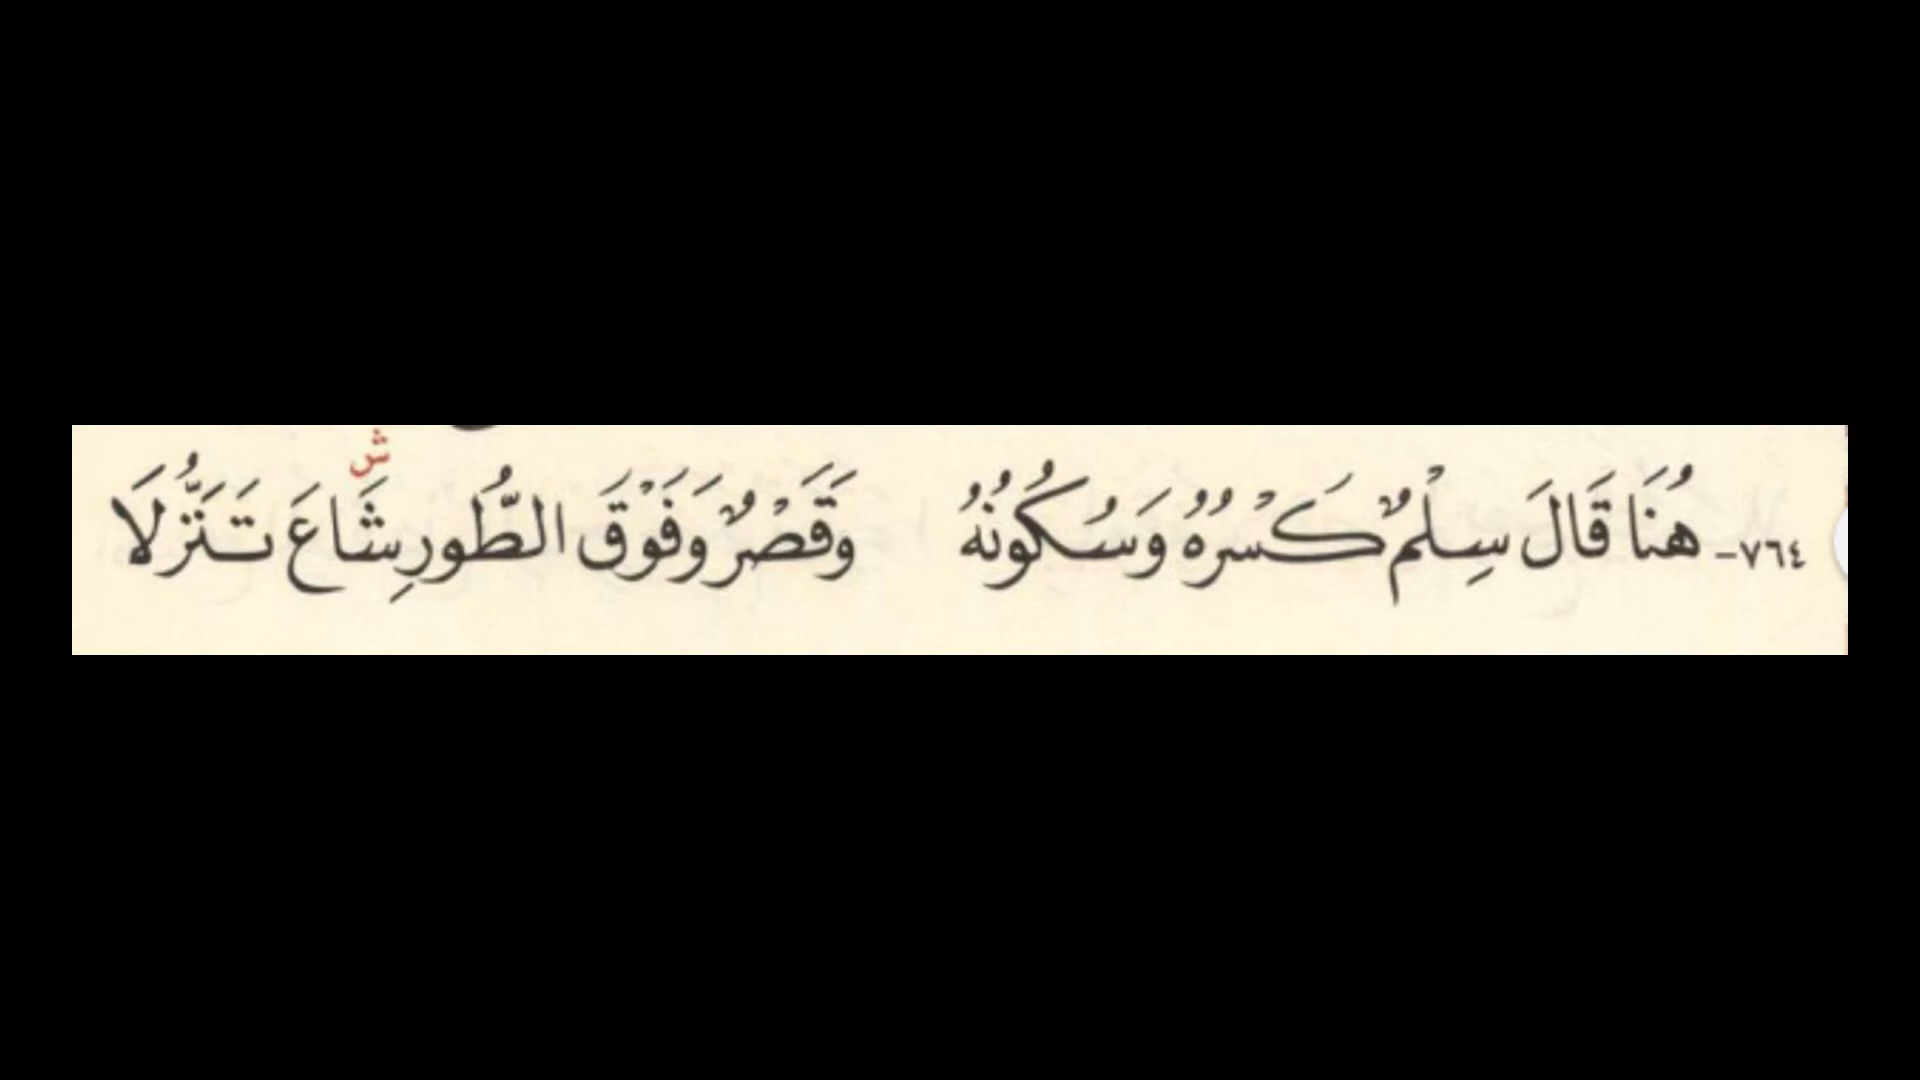 ٧٦٤- هُنَا قَالَ سِلْمٌ كَسْرُهُ وَسُكُونُهُ وَقَصْرٌ وَفَوْقَ الطُّورِ شَاعَ تَنَزُّلَا
ش